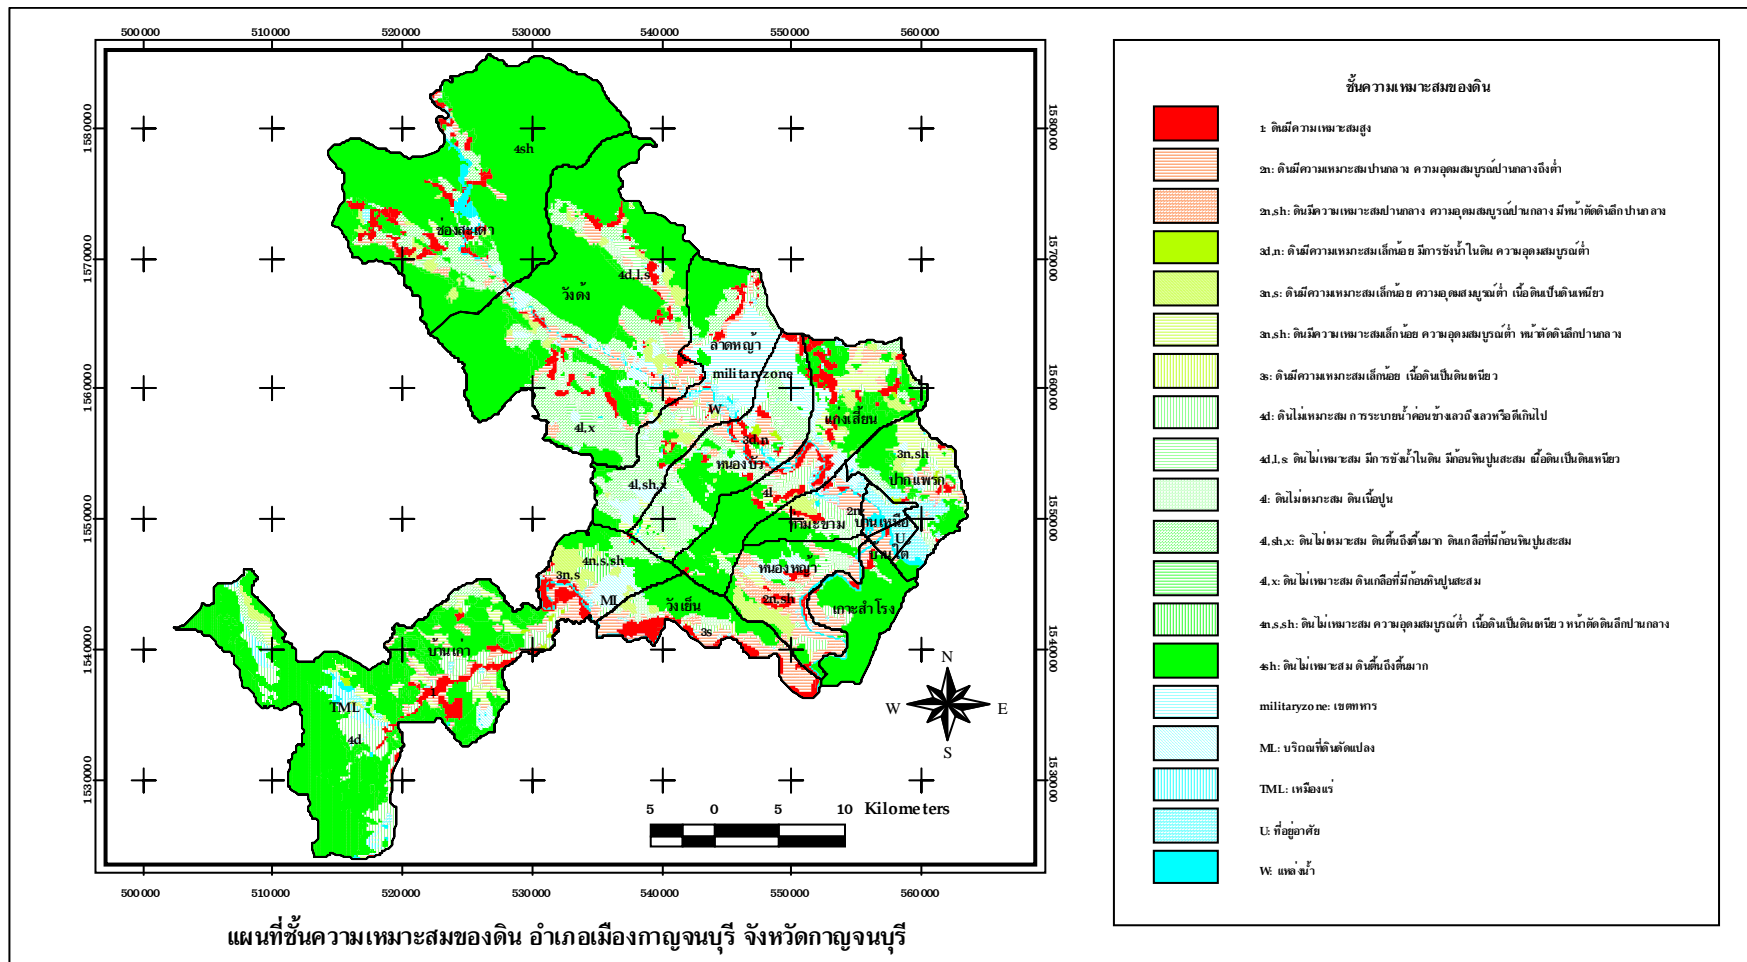 500000 510000 520000 530000 540000 550000 560000
1580000 1580000
4sh
ช่องสะเดา
1570000 1570000
4d,l,s
วังด้ง
ลาดหญ้า
militaryzone
1560000 1560000
W
แก่งเสี้ยน
4l,x
3d,n
หนองบัว
3n,sh
ปากแพรก
4l,sh,x
4l
2n
1550000 1550000
ท่ามะขาม
บ้านเหนือ
U
บ้านใต้
4n,s,sh
หนองหญ้า
3n,s
2n,sh
ML
วังเย็น
เกาะสำโรง
3s
1540000 1540000
บ้านเก่า
N
1
TML
W E
4d
S
1530000 1530000
5 0 5 10 Kilometers
500000 510000 520000 530000 540000 550000 560000
แผนที่ชั้นความเหมาะสมของดิน อำเภอเมืองกาญจนบุรี จังหวัดกาญจนบุรี
ชั้นความเหมาะสมของดิน
1: ดินมีความเหมาะสมสูง
2n: ดินมีความเหมาะสมปานกลาง ความอุดมสมบูรณ์ปานกลางถึงต่ำ
2n,sh: ดินมีความเหมาะสมปานกลาง ความอุดมสมบูรณ์ปานกลาง มีหน้าตัดดินลึกปานกลาง
3d,n: ดินมีความเหมาะสมเล็กน้อย มีการขังน้ำในดิน ความอุดมสมบูรณ์ต่ำ
3n,s: ดินมีความเหมาะสมเล็กน้อย ความอุดมสมบูรณ์ต่ำ เนื้อดินเป็นดินเหนียว
3n,sh: ดินมีความเหมาะสมเล็กน้อย ความอุดมสมบูรณ์ต่ำ หน้าตัดดินลึกปานกลาง
3s: ดินมีความเหมาะสมเล็กน้อย เนื้อดินเป็นดินเหนียว
4d: ดินไม่เหมาะสม การระบายน้ำค่อนข้างเลวถึงเลวหรือดีเกินไป
4d,l,s: ดินไม่เหมาะสม มีการขังน้ำในดิน มีก้อนหินปูนสะสม เนื้อดินเป็นดินเหนียว
4l: ดินไม่เหมาะสม ดินเนื้อปูน
4l,sh,x: ดินไม่เหมาะสม ดินตื้นถึงตื้นมาก ดินเกลือที่มีก้อนหินปูนสะสม
4l,x: ดินไม่เหมาะสม ดินเกลือที่มีก้อนหินปูนสะสม
4n,s,sh: ดินไม่เหมาะสม ความอุดมสมบูรณ์ต่ำ เนื้อดินเป็นดินเหนียว หน้าตัดดินลึกปานกลาง
4sh: ดินไม่เหมาะสม ดินตื้นถึงตื้นมาก
militaryzone: เขตทหาร
ML: บริเวณที่ดินดัดแปลง
TML: เหมืองแร่
U: ที่อยู่อาศัย
W: แหล่งน้ำ